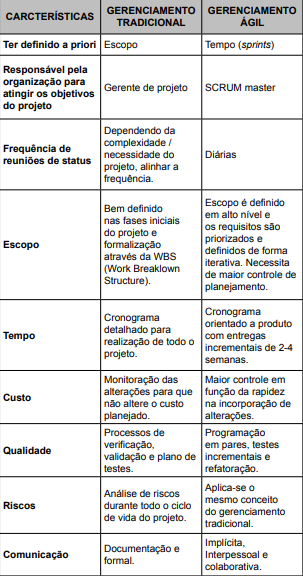 CARCTERÍSTICAS
GERENCIAMENTO
TRADICIONAL
GERENCIAMENTO
ÁGIL
Ter definido a priori
Escopo
Tempo (sprints)
Responsável pela
organização para
atingir os objetivos
do projeto
Gerente de projeto
SCRUM master
Frequência de
reuniões de status
Dependendo da
complexidade /
necessidade do
projeto, alinhar a
frequência.
Diárias
Escopo
Bem definido
nas fases iniciais
do projeto e
formalização
através da WBS
(Work Breaklown
Structure).
Escopo é definido
em alto nível e
os requisitos são
priorizados e
definidos de forma
iterativa. Necessita
de maior controle de
planejamento.
Tempo
Cronograma
detalhado para
realização de todo o
projeto.
Cronograma
orientado a produto
com entregas
incrementais de 2-4
semanas.
Custo
Monitoração das
alterações para que
não altere o custo
planejado.
Maior controle em
função da rapidez
na incorporação de
alterações.
Qualidade
Processos de
verificação,
validação e plano de
testes.
Programação
em pares, testes
incrementais e
refatoração.
Riscos
Análise de riscos
durante todo o ciclo
de vida do projeto.
Aplica-se o
mesmo conceito
do gerenciamento
tradicional.
Comunicação
Documentação e
formal.
Implícita,
Interpessoal e
colaborativa.